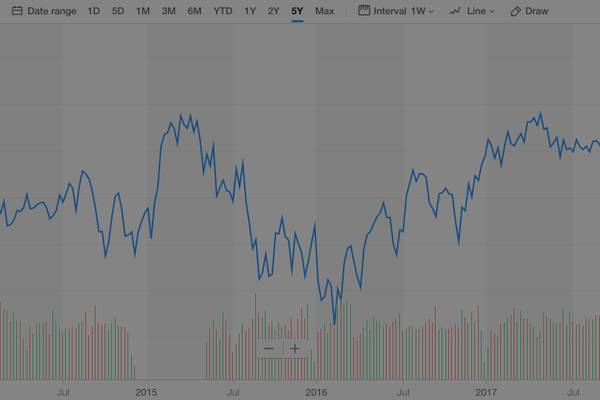 Date range 1D 5D 1M 3M 6M YTD 1Y 2Y 5Y Max Interval 1W Line Draw
− +
Jul 2015 Jul 2016 Jul 2017 Jul